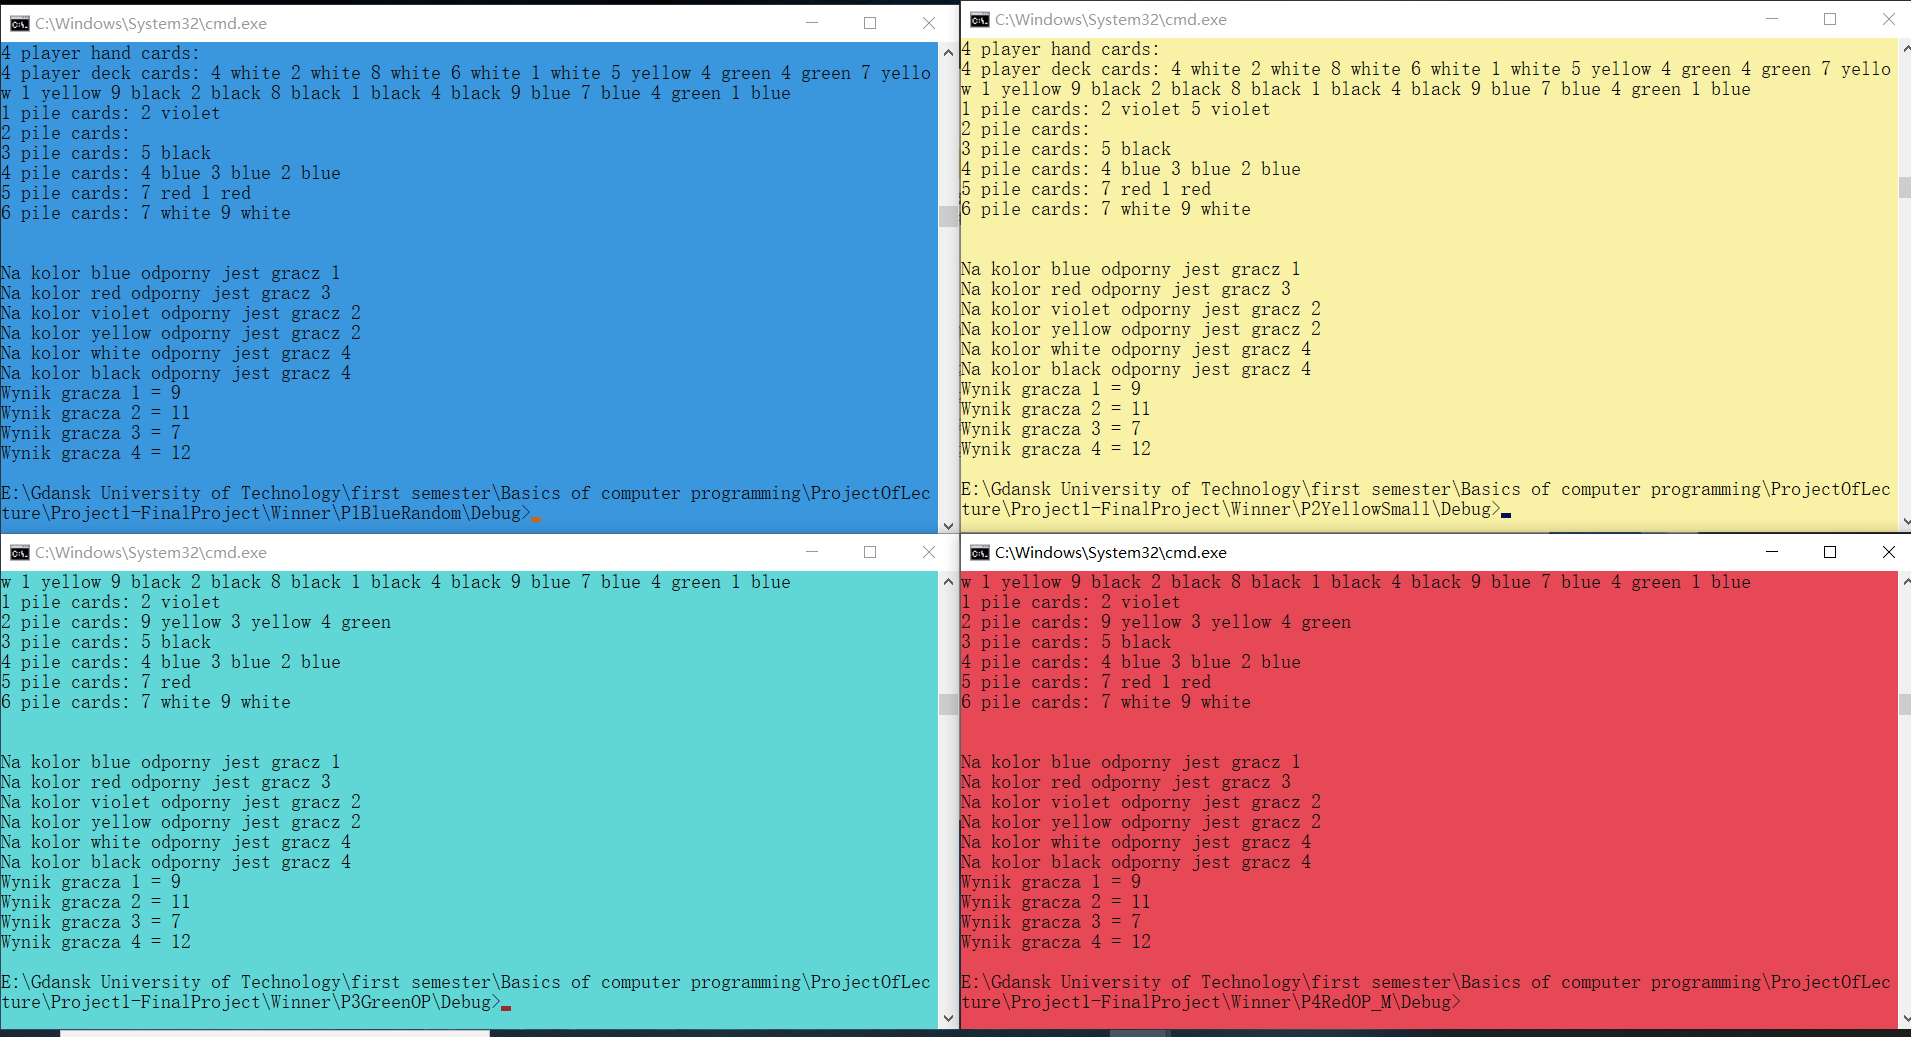 C:\Windows\System32\cmd.exe
4 player hand cards:
4 player deck cards: 4 white 2 white 8 white 6 white 1 white 5 yellow 4 green 4 green 7 yello
w 1 yellow 9 black 2 black 8 black 1 black 4 black 9 blue 7 blue 4 green 1 blue
1 pile cards: 2 violet
2 pile cards:
3 pile cards: 5 black
4 pile cards: 4 blue 3 blue 2 blue
5 pile cards: 7 red 1 red
6 pile cards: 7 white 9 white
Na kolor blue odporny jest gracz 1
Na kolor red odporny jest gracz 3
Na kolor violet odporny jest gracz 2
Na kolor yellow odporny jest gracz 2
Na kolor white odporny jest gracz 4
Na kolor black odporny jest gracz 4
Wynik gracza 1 = 9
Wynik gracza 2 = 11
Wynik gracza 3 = 7
Wynik gracza 4 = 12
E:\Gdansk University of Technology\first semester\Basics of computer programming\ProjectOfLec
ture\Project1-FinalProject\Winner\P1BlueRandom\Debug>
C:\Windows\System32\cmd.exe
4 player hand cards:
4 player deck cards: 4 white 2 white 8 white 6 white 1 white 5 yellow 4 green 4 green 7 yello
w 1 yellow 9 black 2 black 8 black 1 black 4 black 9 blue 7 blue 4 green 1 blue
1 pile cards: 2 violet 5 violet
2 pile cards:
3 pile cards: 5 black
4 pile cards: 4 blue 3 blue 2 blue
5 pile cards: 7 red 1 red
6 pile cards: 7 white 9 white
Na kolor blue odporny jest gracz 1
Na kolor red odporny jest gracz 3
Na kolor violet odporny jest gracz 2
Na kolor yellow odporny jest gracz 2
Na kolor white odporny jest gracz 4
Na kolor black odporny jest gracz 4
Wynik gracza 1 = 9
Wynik gracza 2 = 11
Wynik gracza 3 = 7
Wynik gracza 4 = 12
E:\Gdansk University of Technology\first semester\Basics of computer programming\ProjectOfLec
ture\Project1-FinalProject\Winner\P2YellowSmall\Debug>
C:\Windows\System32\cmd.exe
w 1 yellow 9 black 2 black 8 black 1 black 4 black 9 blue 7 blue 4 green 1 blue
1 pile cards: 2 violet
2 pile cards: 9 yellow 3 yellow 4 green
3 pile cards: 5 black
4 pile cards: 4 blue 3 blue 2 blue
5 pile cards: 7 red
6 pile cards: 7 white 9 white
Na kolor blue odporny jest gracz 1
Na kolor red odporny jest gracz 3
Na kolor violet odporny jest gracz 2
Na kolor yellow odporny jest gracz 2
Na kolor white odporny jest gracz 4
Na kolor black odporny jest gracz 4
Wynik gracza 1 = 9
Wynik gracza 2 = 11
Wynik gracza 3 = 7
Wynik gracza 4 = 12
E:\Gdansk University of Technology\first semester\Basics of computer programming\ProjectOfLec
ture\Project1-FinalProject\Winner\P3GreenOP\Debug>
C:\Windows\System32\cmd.exe
w 1 yellow 9 black 2 black 8 black 1 black 4 black 9 blue 7 blue 4 green 1 blue
1 pile cards: 2 violet
2 pile cards: 9 yellow 3 yellow 4 green
3 pile cards: 5 black
4 pile cards: 4 blue 3 blue 2 blue
5 pile cards: 7 red 1 red
6 pile cards: 7 white 9 white
Na kolor blue odporny jest gracz 1
Na kolor red odporny jest gracz 3
Na kolor violet odporny jest gracz 2
Na kolor yellow odporny jest gracz 2
Na kolor white odporny jest gracz 4
Na kolor black odporny jest gracz 4
Wynik gracza 1 = 9
Wynik gracza 2 = 11
Wynik gracza 3 = 7
Wynik gracza 4 = 12
E:\Gdansk University of Technology\first semester\Basics of computer programming\ProjectOfLec
ture\Project1-FinalProject\Winner\P4RedOP_M\Debug>